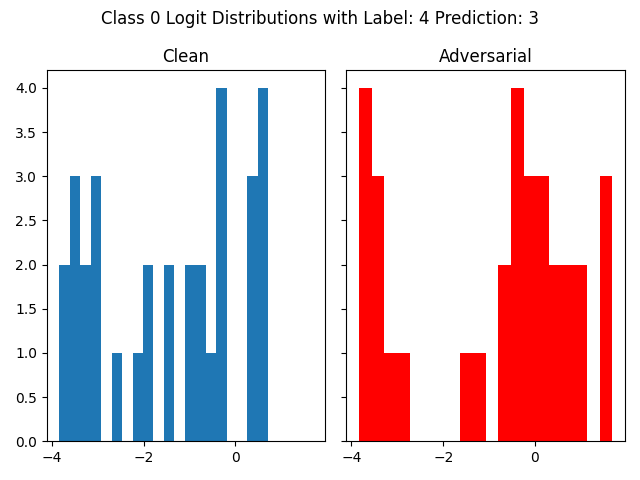 Class 0 Logit Distributions with Label: 4 Prediction: 3
Clean
Adversarial
4.0
3.5
3.0
2.5
2.0
1.5
1.0
0.5
0.0
−4 −2 0
−4 −2 0